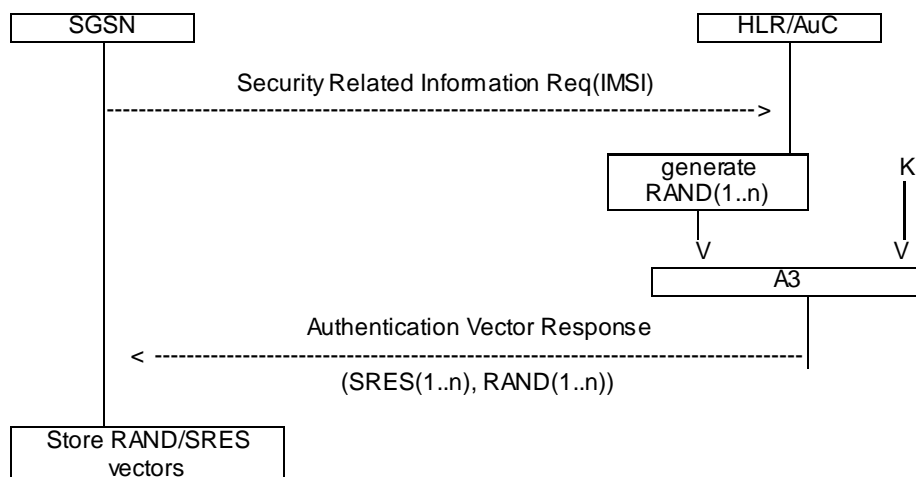 SGSN
HLR/AuC
Security Related Information Req(IMSI)
generate
RAND(1..n)
K
V
V
A3
Authentication Vector Response
(SRES(1..n), RAND(1..n))
Store RAND/SRES
vectors